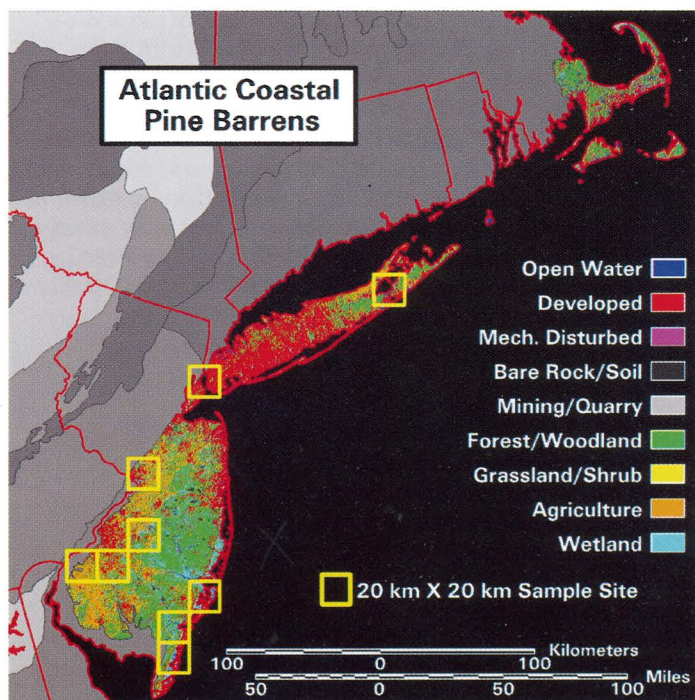 Atlantic Coastal
Pine Barrens
Open Water
Developed
Mech. Disturbed
Bare Rock/Soil
Mining/Quarry
Forest/Woodland
Grassland/Shrub
Agriculture
Wetland
20 km X 20 km Sample Site
Kilometers
100 0 100
Miles
50 0 50 100